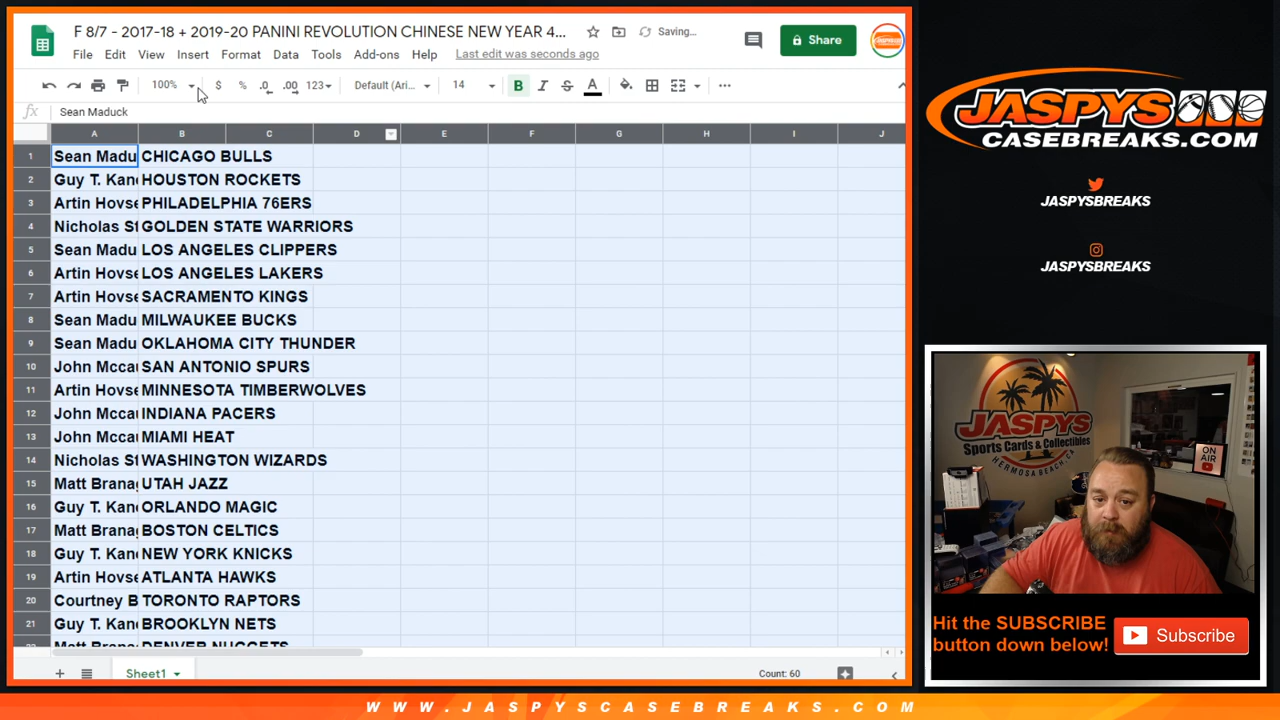 F 8/7 - 2017-18 + 2019-20 PANINI REVOLUTION CHINESE NEW YEAR 4...
Saving...
Share
File Edit View Insert Format Data Tools Add-ons Help Last edit was seconds ago
100% $ % .0 .00 123 Default (Ari... 14 B I S A
fx Sean Maduck
A B C D E F G H I J
1 Sean Madu CHICAGO BULLS
2 Guy T. Kan HOUSTON ROCKETS
3 Artin Hovse PHILADELPHIA 76ERS
4 Nicholas St GOLDEN STATE WARRIORS
5 Sean Madu LOS ANGELES CLIPPERS
6 Artin Hovse LOS ANGELES LAKERS
7 Artin Hovse SACRAMENTO KINGS
8 Sean Madu MILWAUKEE BUCKS
9 Sean Madu OKLAHOMA CITY THUNDER
10 John Mccau SAN ANTONIO SPURS
11 Artin Hovse MINNESOTA TIMBERWOLVES
12 John Mccau INDIANA PACERS
13 John Mccau MIAMI HEAT
14 Nicholas St WASHINGTON WIZARDS
15 Matt Branag UTAH JAZZ
16 Guy T. Kan ORLANDO MAGIC
17 Matt Branag BOSTON CELTICS
18 Guy T. Kan NEW YORK KNICKS
19 Artin Hovse ATLANTA HAWKS
20 Courtney B TORONTO RAPTORS
21 Guy T. Kan BROOKLYN NETS
DENVER NUGGETS
Sheet1
Count: 60
JASPYS
CASEBREAKS.COM
JASPYSBREAKS
JASPYSBREAKS
JASPYS
Sports Cards & Collectibles
HERMOSA BEACH, CA
ON AIR
Hit the SUBSCRIBE
button down below!
Subscribe
WWW.JASPYSCASEBREAKS.COM